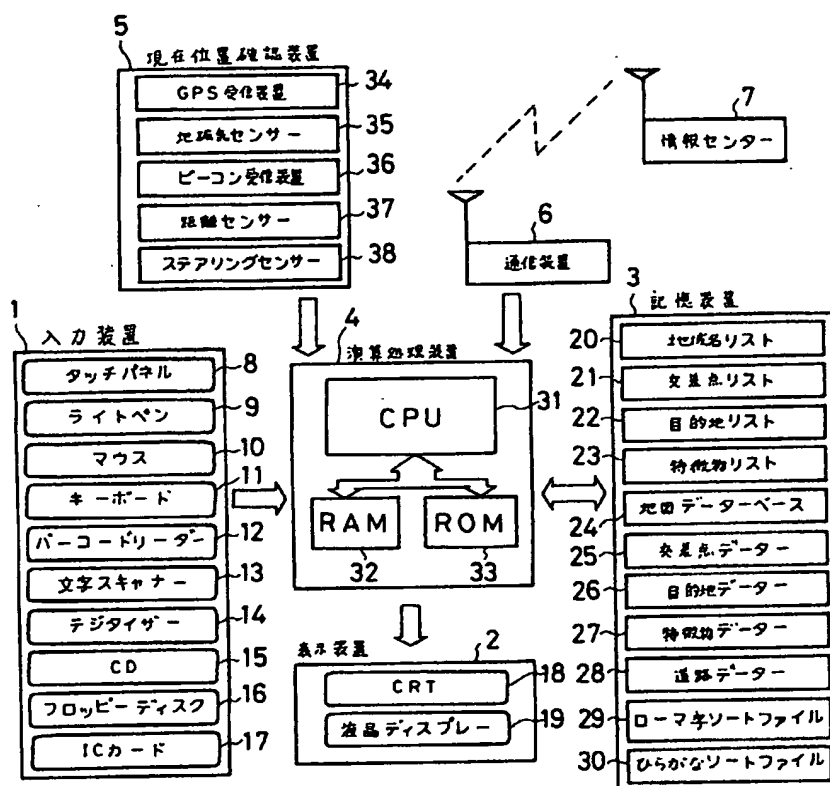 5 現在位置確認装置
GPS受信装置 34
地磁気センサー 35
ビーコン受信装置 36
距離センサー 37
ステアリングセンサー 38
7
情報センター
6
通信装置
1 入力装置
タッチパネル 8
ライトペン 9
マウス 10
キーボード 11
バーコードリーダー 12
文字スキャナー 13
デジタイザー 14
CD 15
フロッピーディスク 16
ICカード 17
4 演算処理装置
CPU 31
RAM ROM
32 33
表示装置 2
CRT 18
液晶ディスプレー 19
3 記憶装置
20 地域名リスト
21 交差点リスト
22 目的地リスト
23 特徴物リスト
24 地図データーベース
25 交差点データー
26 目的地データー
27 特徴物データー
28 道路データー
29 ローマ字ソートファイル
30 ひらがなソートファイル